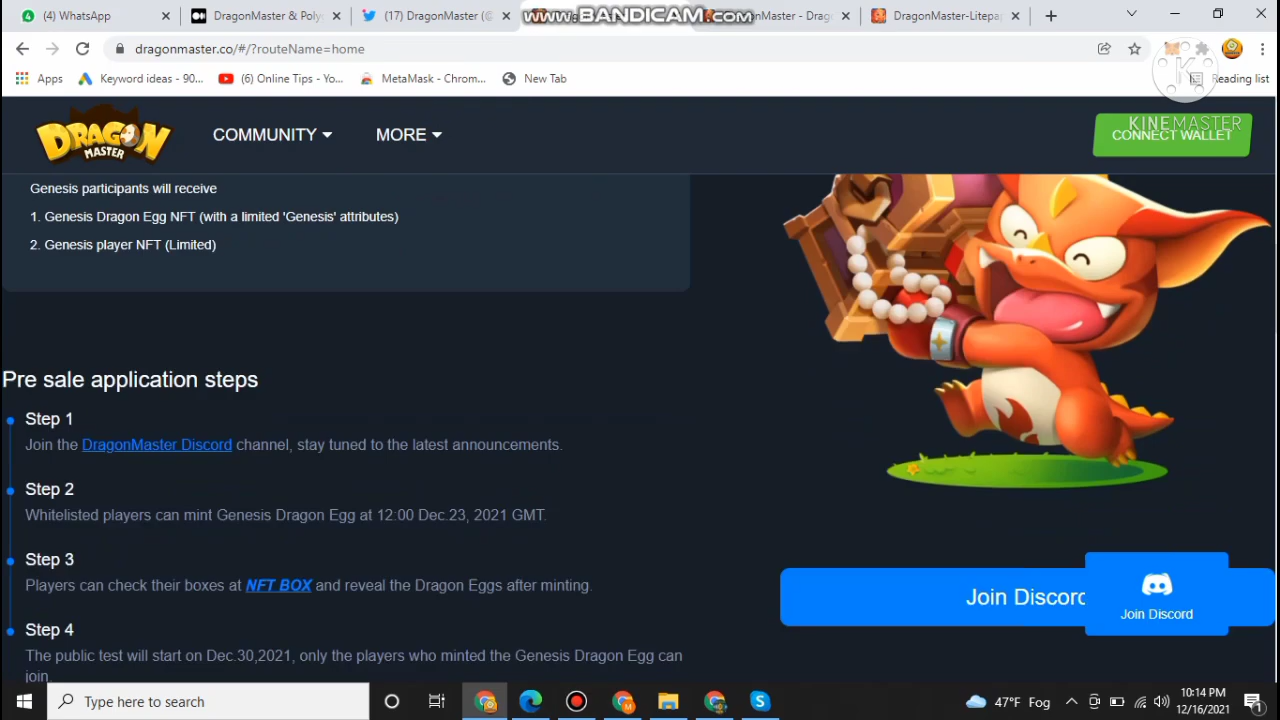 (4) WhatsApp
DragonMaster & Poly
(17) DragonMaster (@
www.BANDICAM.com
Master - Drag
DragonMaster-Litepap
dragonmaster.co/#/?routeName=home
Apps
Keyword ideas - 90...
(6) Online Tips - Yo...
MetaMask - Chrom...
New Tab
Reading list
DRAGON
MASTER
COMMUNITY
MORE
KINEMASTER
CONNECT WALLET
Genesis participants will receive
1. Genesis Dragon Egg NFT (with a limited 'Genesis' attributes)
2. Genesis player NFT (Limited)
Pre sale application steps
Step 1
Join the DragonMaster Discord channel, stay tuned to the latest announcements.
Step 2
Whitelisted players can mint Genesis Dragon Egg at 12:00 Dec.23, 2021 GMT.
Step 3
Players can check their boxes at NFT BOX and reveal the Dragon Eggs after minting.
Join Discord
Join Discord
Step 4
The public test will start on Dec.30,2021, only the players who minted the Genesis Dragon Egg can
join.
Type here to search
47°F Fog
10:14 PM
12/16/2021